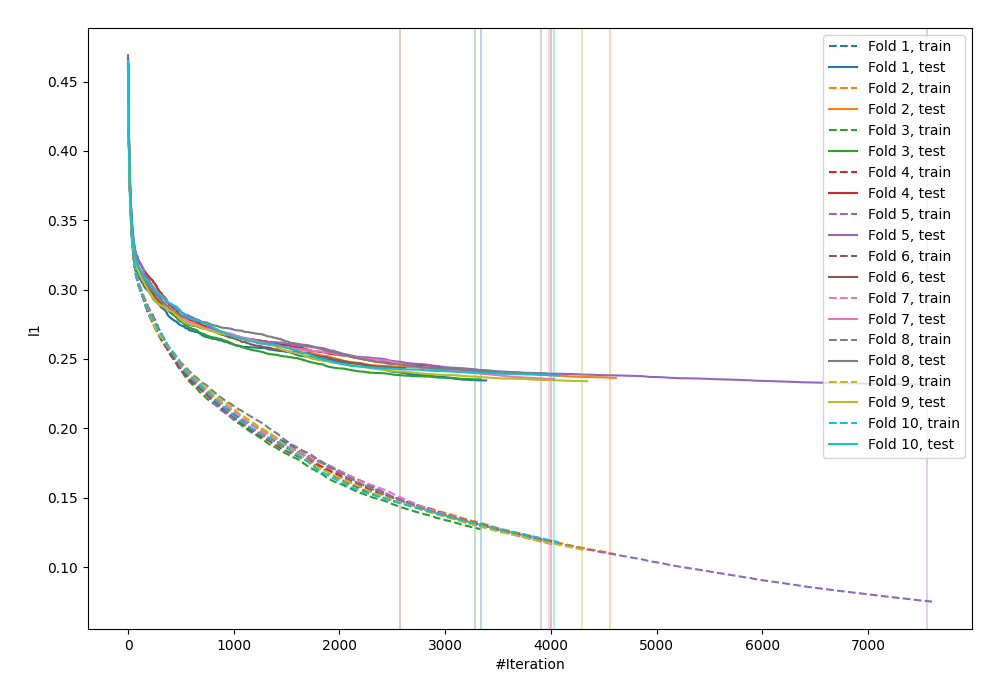 0.45
0.40
0.35
0.30
0.25
0.20
0.15
0.10
l1
0 1000 2000 3000 4000 5000 6000 7000
#Iteration
Fold 1, train
Fold 1, test
Fold 2, train
Fold 2, test
Fold 3, train
Fold 3, test
Fold 4, train
Fold 4, test
Fold 5, train
Fold 5, test
Fold 6, train
Fold 6, test
Fold 7, train
Fold 7, test
Fold 8, train
Fold 8, test
Fold 9, train
Fold 9, test
Fold 10, train
Fold 10, test